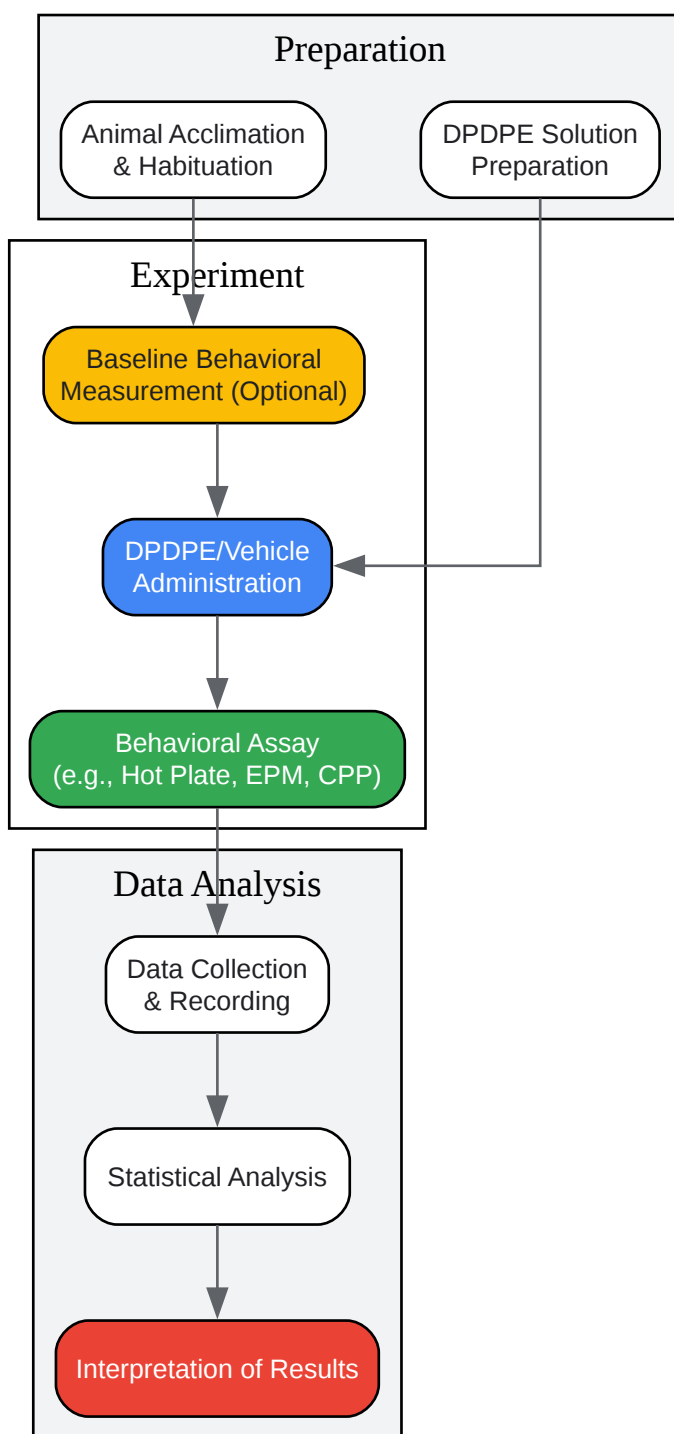 Preparation
Animal Acclimation
& Habituation
DPDPE Solution
Preparation
Experiment
Baseline Behavioral
Measurement (Optional)
DPDPE/Vehicle
Administration
Behavioral Assay
(e.g., Hot Plate, EPM, CPP)
Data Analysis
Data Collection
& Recording
Statistical Analysis
Interpretation of Results